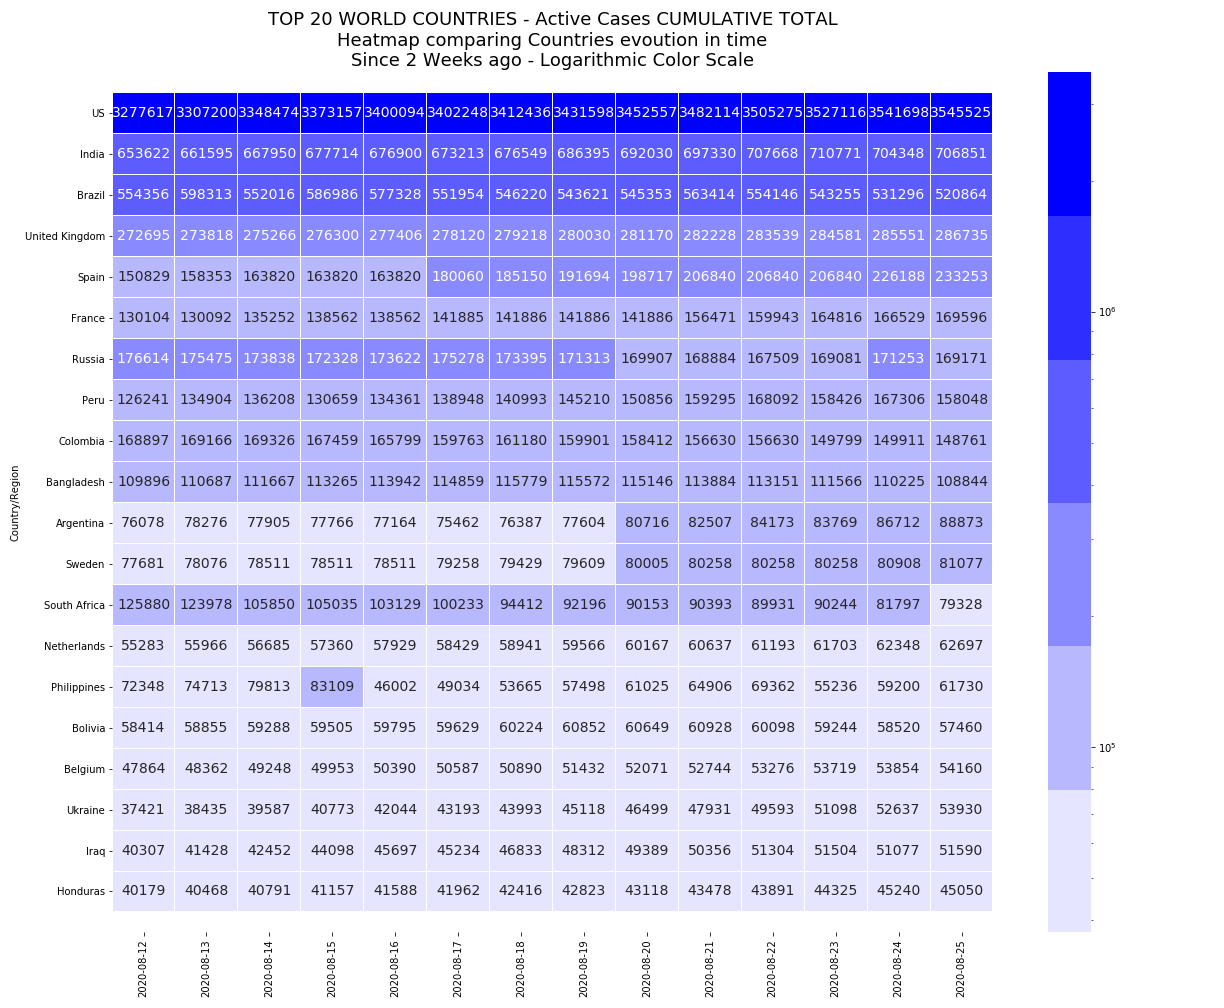 TOP 20 WORLD COUNTRIES - Active Cases CUMULATIVE TOTAL
Heatmap comparing Countries evoution in time
Since 2 Weeks ago - Logarithmic Color Scale
US 3277617 3307200 3348474 3373157 3400094 3402248 3412436 3431598 3452557 3482114 3505275 3527116 3541698 3545525
India 653622 661595 667950 677714 676900 673213 676549 686395 692030 697330 707668 710771 704348 706851
Brazil 554356 598313 552016 586986 577328 551954 546220 543621 545353 563414 554146 543255 531296 520864
United Kingdom 272695 273818 275266 276300 277406 278120 279218 280030 281170 282228 283539 284581 285551 286735
Spain 150829 158353 163820 163820 163820 180060 185150 191694 198717 206840 206840 206840 226188 233253
France 130104 130092 135252 138562 138562 141885 141886 141886 141886 156471 159943 164816 166529 169596
10⁶
Russia 176614 175475 173838 172328 173622 175278 173395 171313 169907 168884 167509 169081 171253 169171
Peru 126241 134904 136208 130659 134361 138948 140993 145210 150856 159295 168092 158426 167306 158048
Colombia 168897 169166 169326 167459 165799 159763 161180 159901 158412 156630 156630 149799 149911 148761
Bangladesh 109896 110687 111667 113265 113942 114859 115779 115572 115146 113884 113151 111566 110225 108844
Country/Region
Argentina 76078 78276 77905 77766 77164 75462 76387 77604 80716 82507 84173 83769 86712 88873
Sweden 77681 78076 78511 78511 78511 79258 79429 79609 80005 80258 80258 80258 80908 81077
South Africa 125880 123978 105850 105035 103129 100233 94412 92196 90153 90393 89931 90244 81797 79328
Netherlands 55283 55966 56685 57360 57929 58429 58941 59566 60167 60637 61193 61703 62348 62697
Philippines 72348 74713 79813 83109 46002 49034 53665 57498 61025 64906 69362 55236 59200 61730
Bolivia 58414 58855 59288 59505 59795 59629 60224 60852 60649 60928 60098 59244 58520 57460
10⁵
Belgium 47864 48362 49248 49953 50390 50587 50890 51432 52071 52744 53276 53719 53854 54160
Ukraine 37421 38435 39587 40773 42044 43193 43993 45118 46499 47931 49593 51098 52637 53930
Iraq 40307 41428 42452 44098 45697 45234 46833 48312 49389 50356 51304 51504 51077 51590
Honduras 40179 40468 40791 41157 41588 41962 42416 42823 43118 43478 43891 44325 45240 45050
2020-08-12 2020-08-13 2020-08-14 2020-08-15 2020-08-16 2020-08-17 2020-08-18 2020-08-19 2020-08-20 2020-08-21 2020-08-22 2020-08-23 2020-08-24 2020-08-25